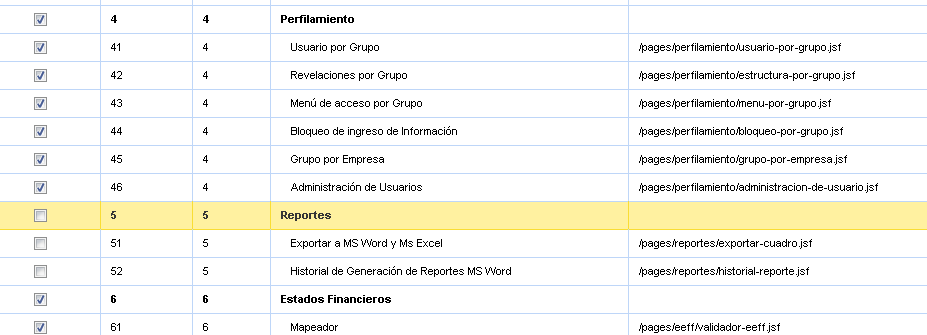 4 4 Perfilamiento
41 4 Usuario por Grupo /pages/perfilamiento/usuario-por-grupo.jsf
42 4 Revelaciones por Grupo /pages/perfilamiento/estructura-por-grupo.jsf
43 4 Menú de acceso por Grupo /pages/perfilamiento/menu-por-grupo.jsf
44 4 Bloqueo de ingreso de Información /pages/perfilamiento/bloqueo-por-grupo.jsf
45 4 Grupo por Empresa /pages/perfilamiento/grupo-por-empresa.jsf
46 4 Administración de Usuarios /pages/perfilamiento/administracion-de-usuario.jsf
5 5 Reportes
51 5 Exportar a MS Word y Ms Excel /pages/reportes/exportar-cuadro.jsf
52 5 Historial de Generación de Reportes MS Word /pages/reportes/historial-reporte.jsf
6 6 Estados Financieros
61 6 Mapeador /pages/eeff/validador-eeff.jsf